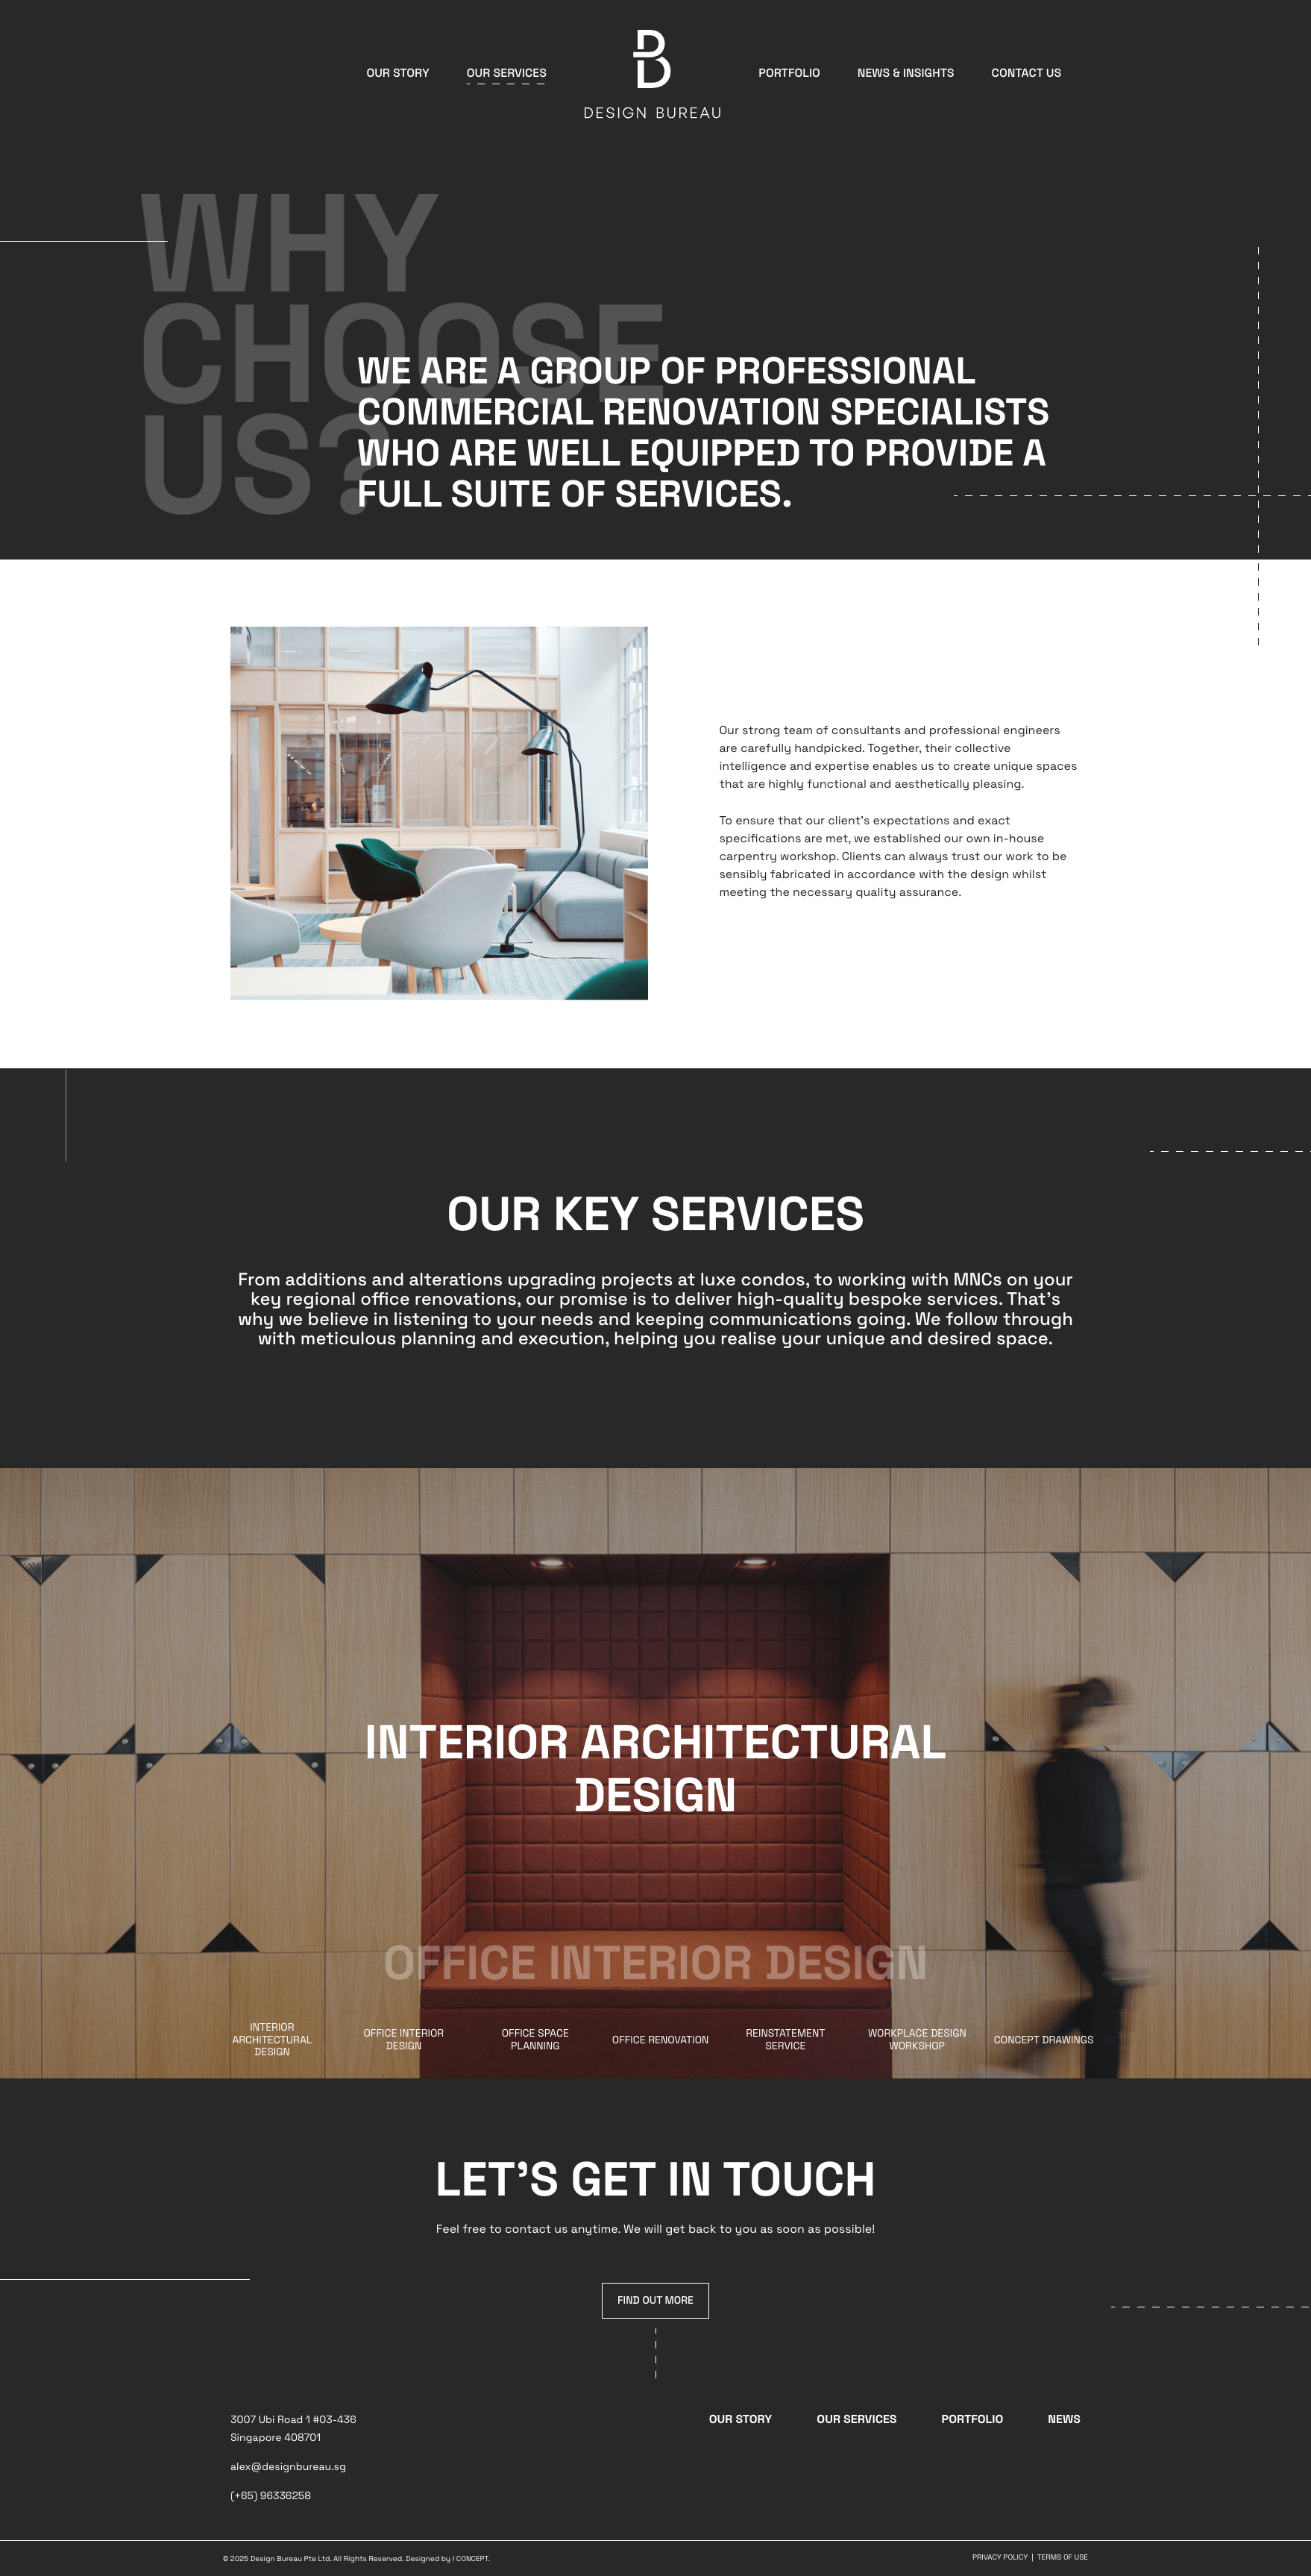 OUR STORY
OUR SERVICES
DESIGN BUREAU
PORTFOLIO
NEWS & INSIGHTS
CONTACT US
WHY
CHOOSE
US?
WE ARE A GROUP OF PROFESSIONAL
COMMERCIAL RENOVATION SPECIALISTS
WHO ARE WELL EQUIPPED TO PROVIDE A
FULL SUITE OF SERVICES.
Our strong team of consultants and professional engineers
are carefully handpicked. Together, their collective
intelligence and expertise enables us to create unique spaces
that are highly functional and aesthetically pleasing.
To ensure that our client’s expectations and exact
specifications are met, we established our own in-house
carpentry workshop. Clients can always trust our work to be
sensibly fabricated in accordance with the design whilst
meeting the necessary quality assurance.
OUR KEY SERVICES
From additions and alterations upgrading projects at luxe condos, to working with MNCs on your
key regional office renovations, our promise is to deliver high-quality bespoke services. That’s
why we believe in listening to your needs and keeping communications going. We follow through
with meticulous planning and execution, helping you realise your unique and desired space.
INTERIOR ARCHITECTURAL
DESIGN
OFFICE INTERIOR DESIGN
INTERIOR
ARCHITECTURAL
DESIGN
OFFICE INTERIOR
DESIGN
OFFICE SPACE
PLANNING
OFFICE RENOVATION
REINSTATEMENT
SERVICE
WORKPLACE DESIGN
WORKSHOP
CONCEPT DRAWINGS
LET’S GET IN TOUCH
Feel free to contact us anytime. We will get back to you as soon as possible!
FIND OUT MORE
3007 Ubi Road 1 #03-436
Singapore 408701
alex@designbureau.sg
(+65) 96336258
OUR STORY
OUR SERVICES
PORTFOLIO
NEWS
© 2025 Design Bureau Pte Ltd. All Rights Reserved. Designed by I CONCEPT.
PRIVACY POLICY | TERMS OF USE